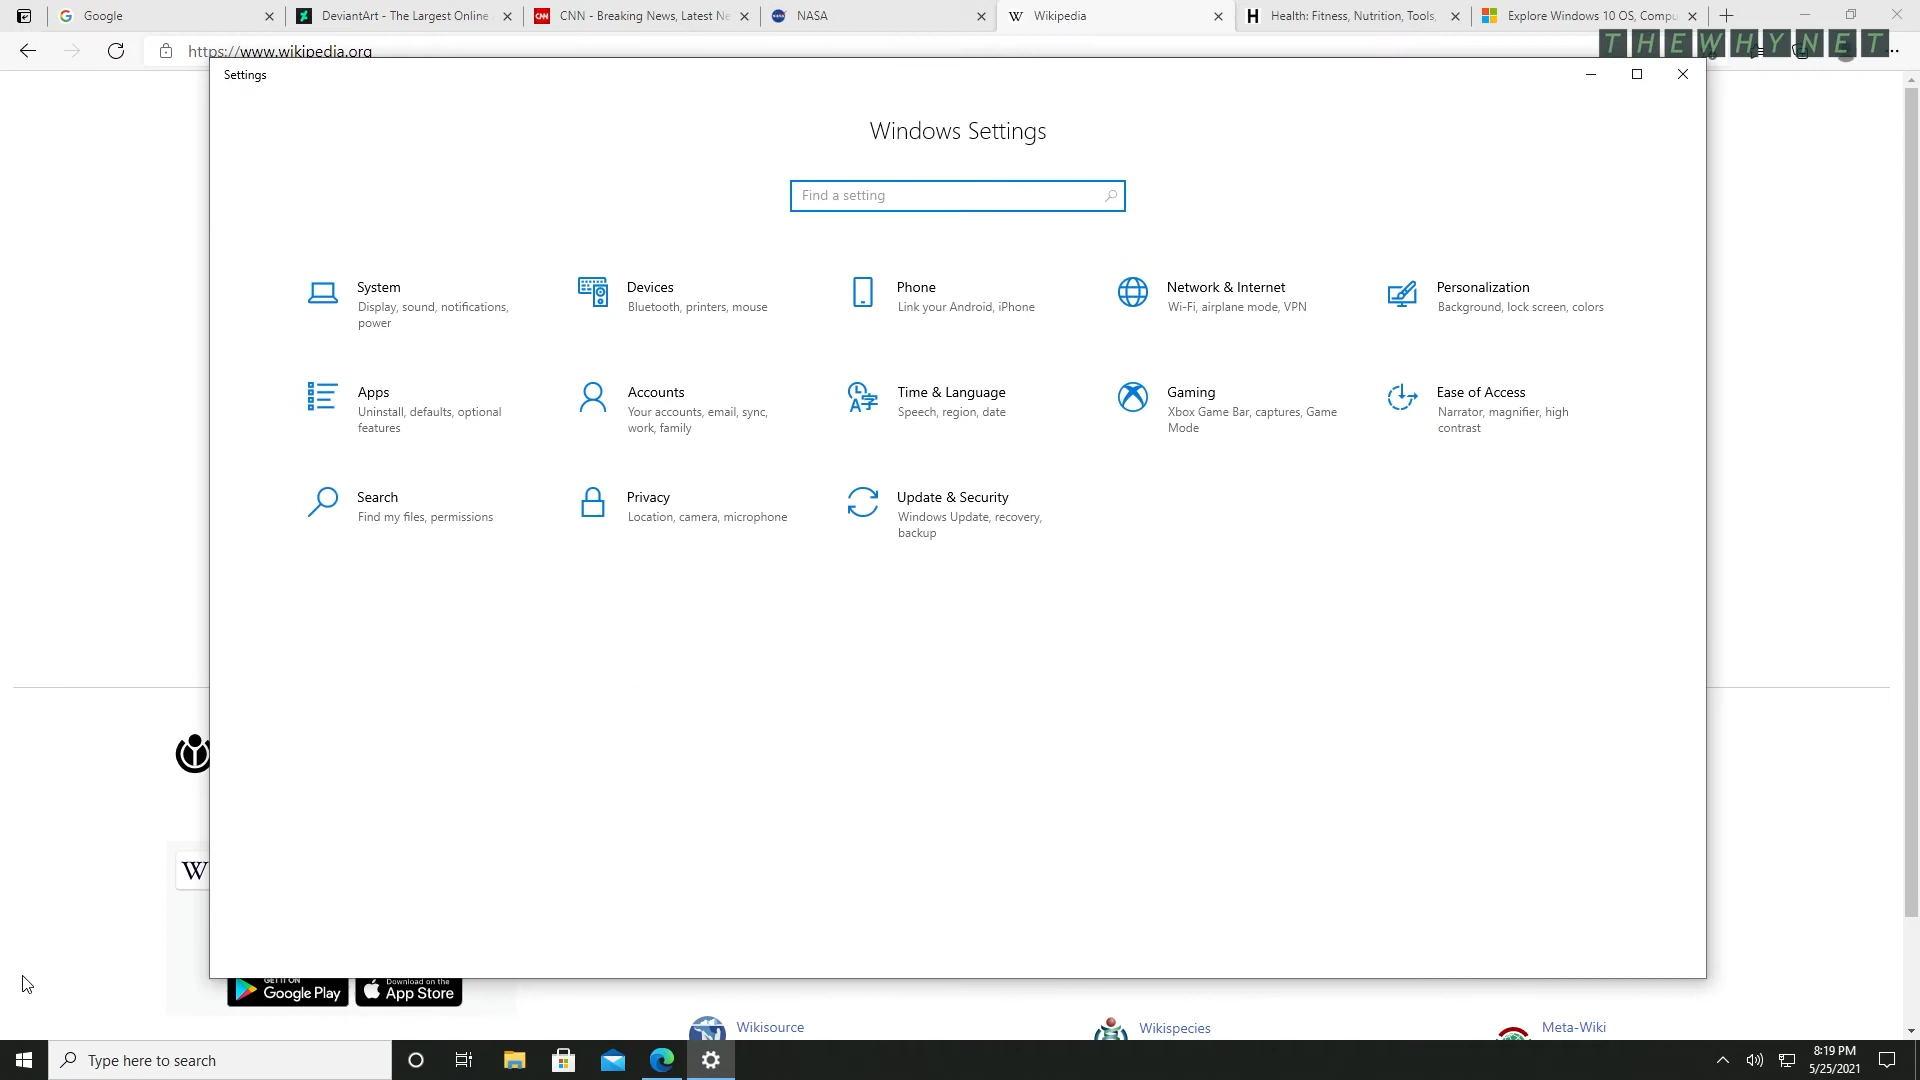 Google
DeviantArt - The Largest Online
CNN - Breaking News, Latest Ne
NASA
Wikipedia
Health: Fitness, Nutrition, Tools,
Explore Windows 10 OS, Compu
https://www.wikipedia.org
THEWHYNET
Settings
Windows Settings
Find a setting
System
Display, sound, notifications,
power
Devices
Bluetooth, printers, mouse
Phone
Link your Android, iPhone
Network & Internet
Wi-Fi, airplane mode, VPN
Personalization
Background, lock screen, colors
Apps
Uninstall, defaults, optional
features
Accounts
Your accounts, email, sync,
work, family
Time & Language
Speech, region, date
Gaming
Xbox Game Bar, captures, Game
Mode
Ease of Access
Narrator, magnifier, high
contrast
Search
Find my files, permissions
Privacy
Location, camera, microphone
Update & Security
Windows Update, recovery,
backup
W
GET IT ON
Google Play
Download on the
App Store
Wikisource
Wikispecies
Meta-Wiki
Type here to search
8:19 PM
5/25/2021